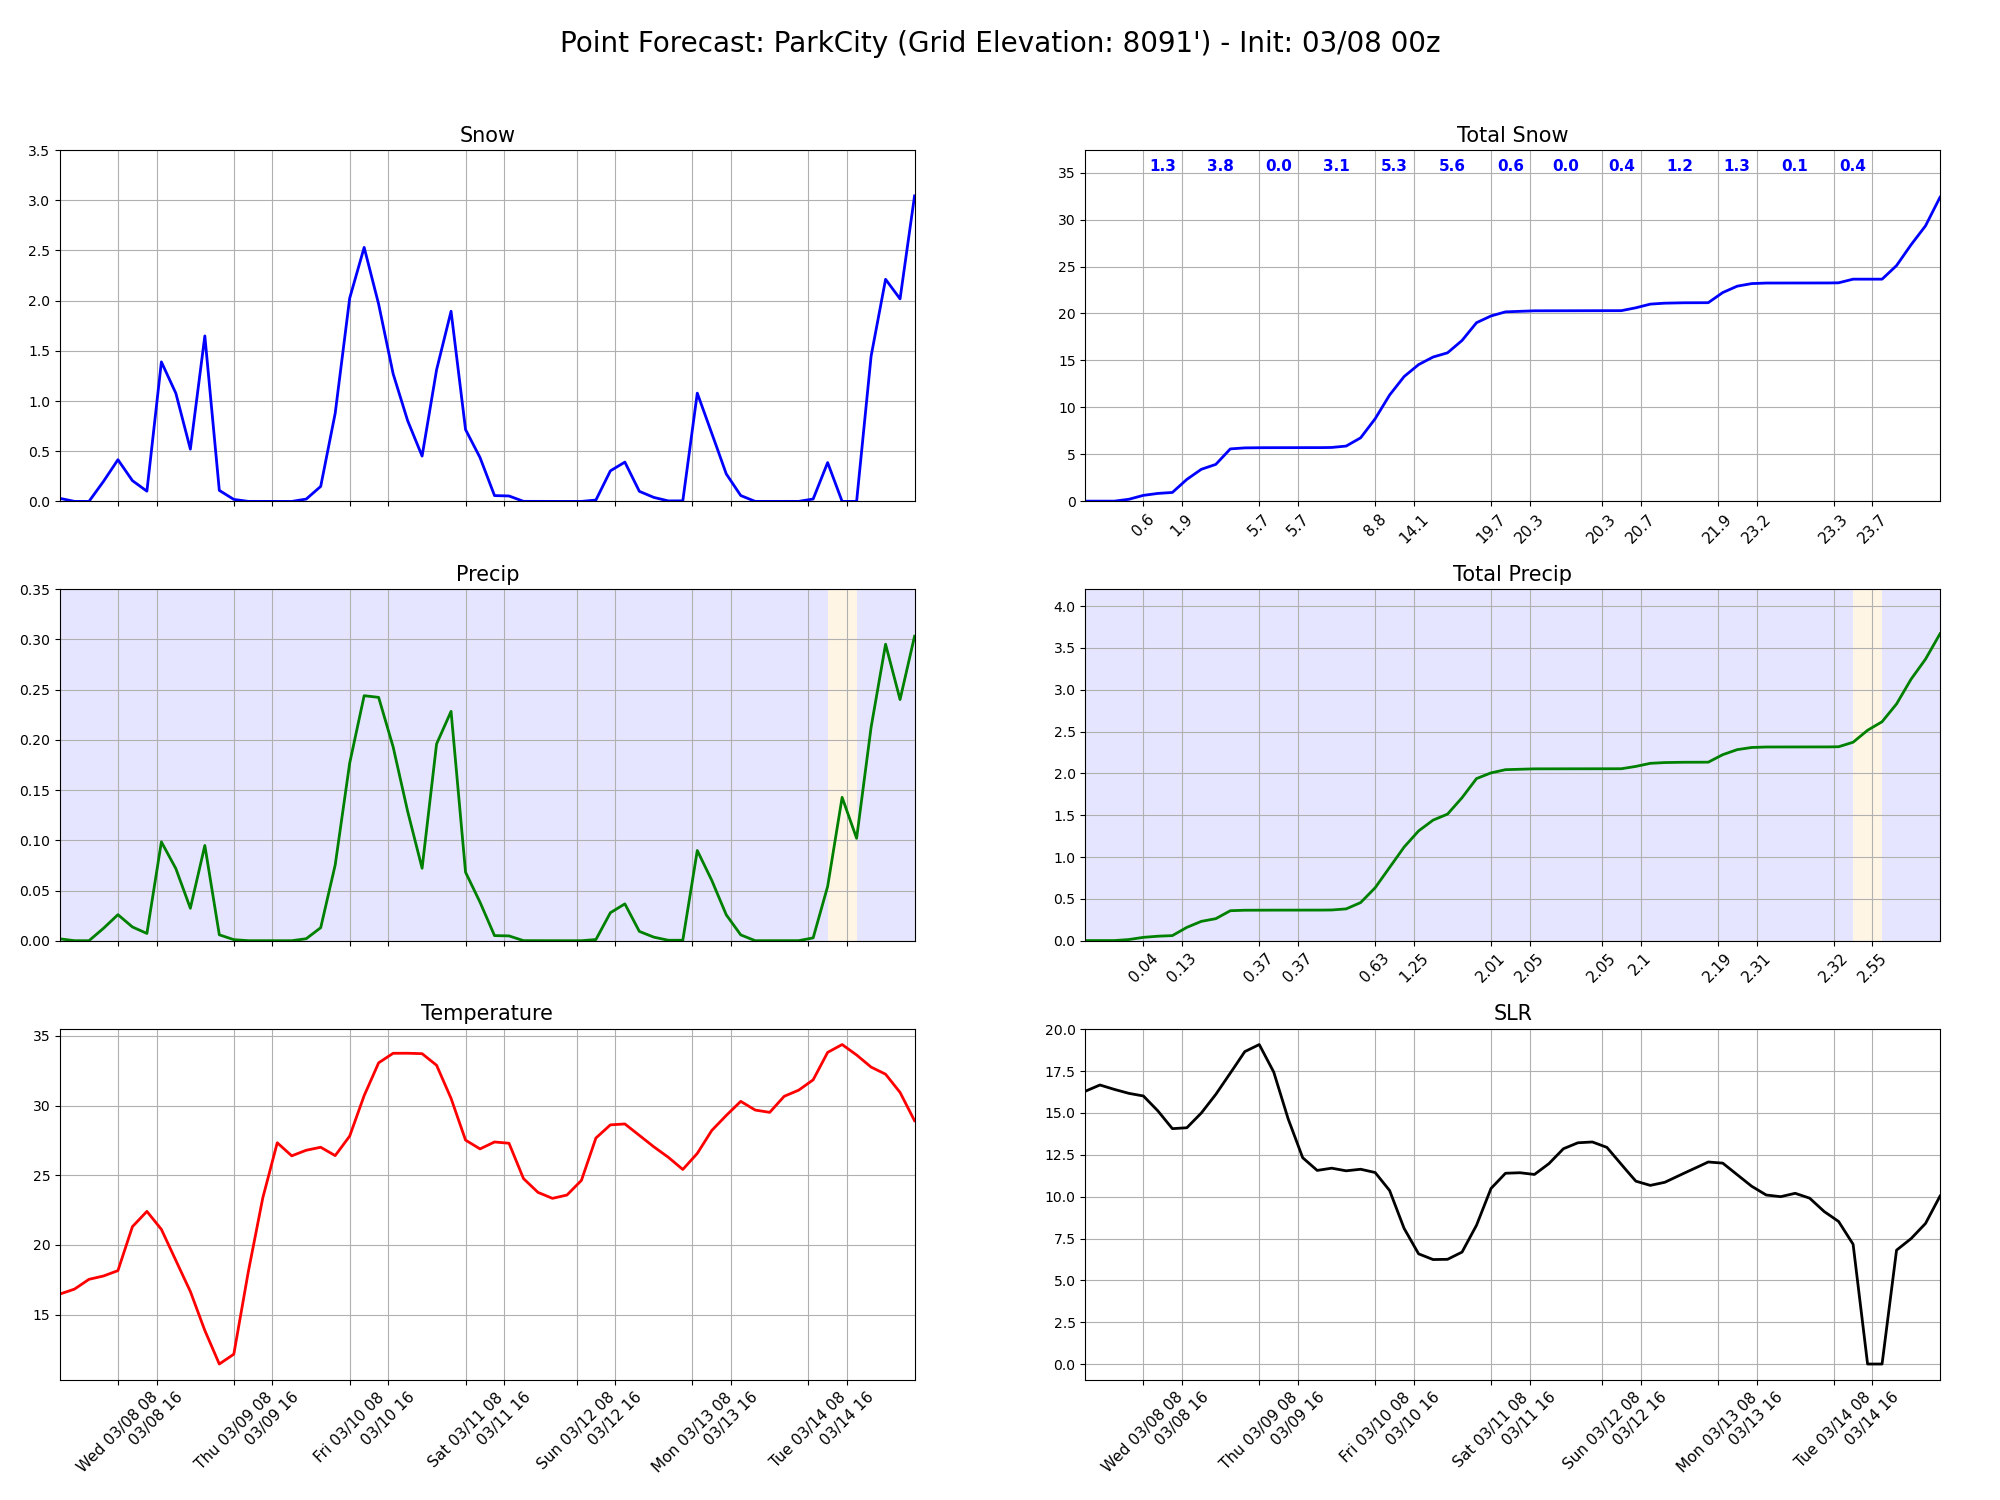 Point Forecast: ParkCity (Grid Elevation: 8091') - Init: 03/08 00z
Snow
3.5
3.0
2.5
2.0
1.5
1.0
0.5
0.0
Total Snow
1.3 3.8 0.0 3.1 5.3 5.6 0.6 0.0 0.4 1.2 1.3 0.1 0.4
35
30
25
20
15
10
5
0
0.6 1.9 5.7 5.7 8.8 14.1 19.7 20.3 20.3 20.7 21.9 23.2 23.3 23.7
Precip
0.35
0.30
0.25
0.20
0.15
0.10
0.05
0.00
Total Precip
4.0
3.5
3.0
2.5
2.0
1.5
1.0
0.5
0.0
0.04 0.13 0.37 0.37 0.63 1.25 2.01 2.05 2.05 2.1 2.19 2.31 2.32 2.55
Temperature
35
30
25
20
15
Wed 03/08 08
03/08 16
Thu 03/09 08
03/09 16
Fri 03/10 08
03/10 16
Sat 03/11 08
03/11 16
Sun 03/12 08
03/12 16
Mon 03/13 08
03/13 16
Tue 03/14 08
03/14 16
SLR
20.0
17.5
15.0
12.5
10.0
7.5
5.0
2.5
0.0
Wed 03/08 08
03/08 16
Thu 03/09 08
03/09 16
Fri 03/10 08
03/10 16
Sat 03/11 08
03/11 16
Sun 03/12 08
03/12 16
Mon 03/13 08
03/13 16
Tue 03/14 08
03/14 16